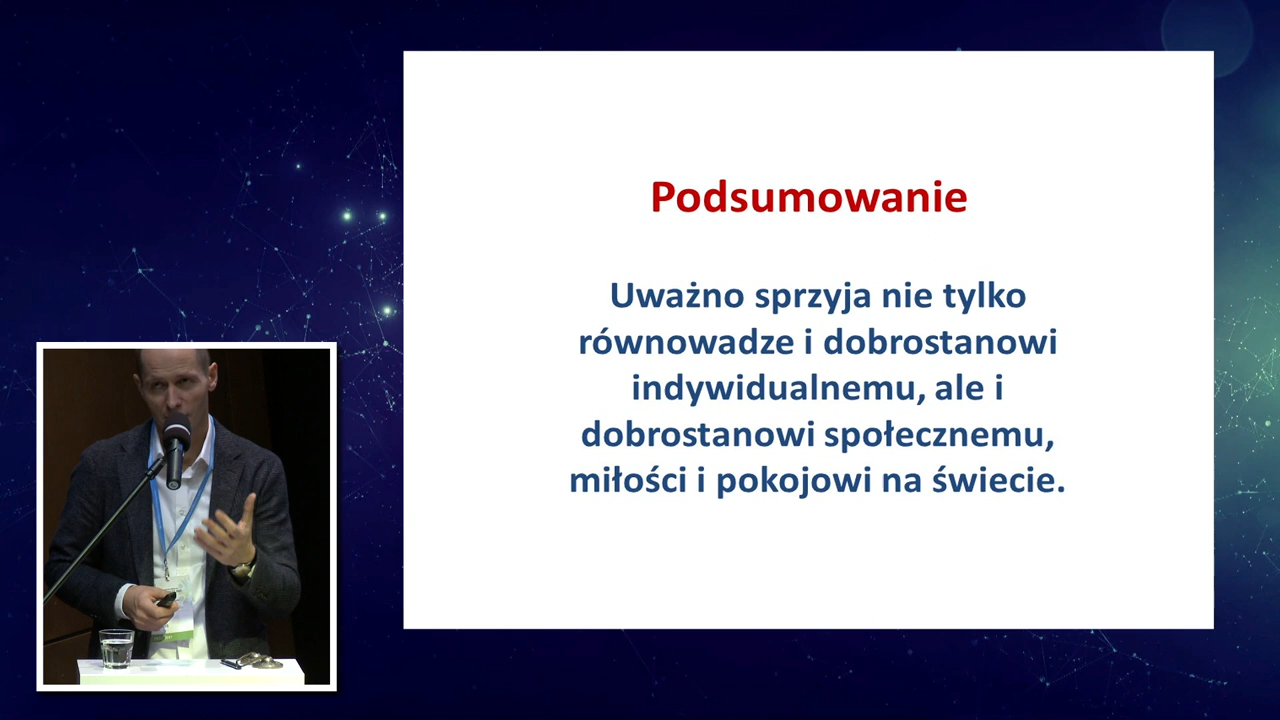 Podsumowanie
Uważno sprzyja nie tylko
równowadze i dobrostanowi
indywidualnemu, ale i
dobrostanowi społecznemu,
miłości i pokojowi na świecie.